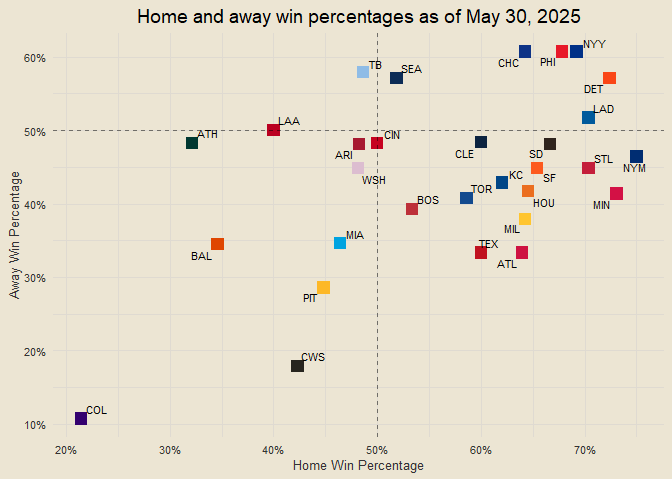 Home and away win percentages as of May 30, 2025
60%
50%
40%
30%
20%
10%
Away Win Percentage
NYY
CHC
PHI
TB
SEA
DET
LAD
LAA
ATH
CIN
ARI
CLE
SD
STL
NYM
WSH
KC
SF
TOR
HOU
MIN
BOS
MIL
MIA
TEX
BAL
ATL
PIT
CWS
COL
20%
30%
40%
50%
60%
70%
Home Win Percentage